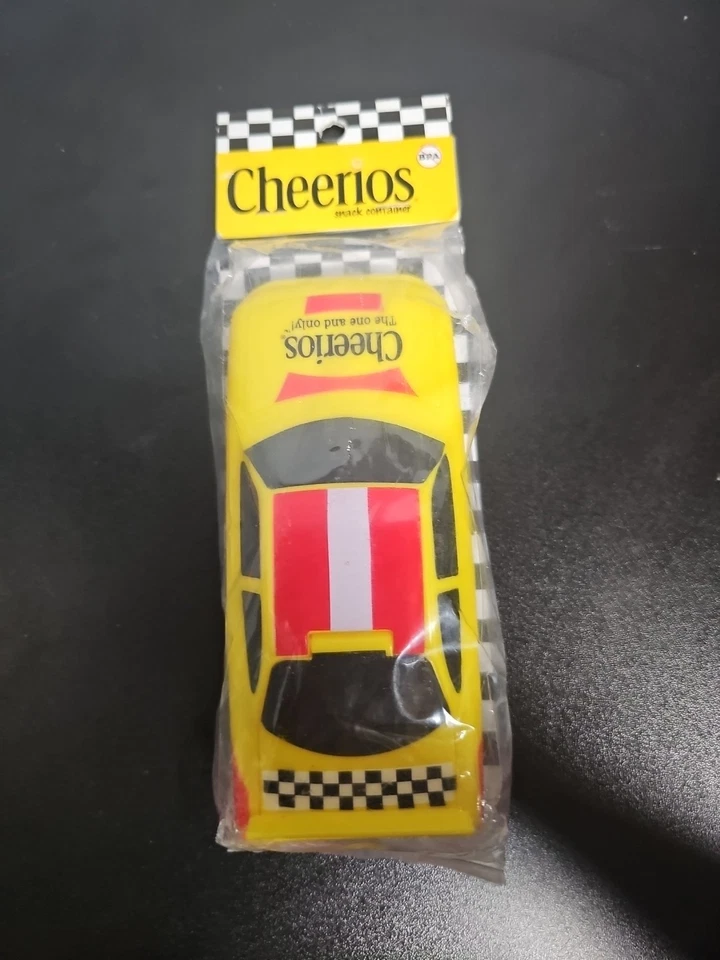 Cheerios
BPA
snack container
Cheerios
The one and only!